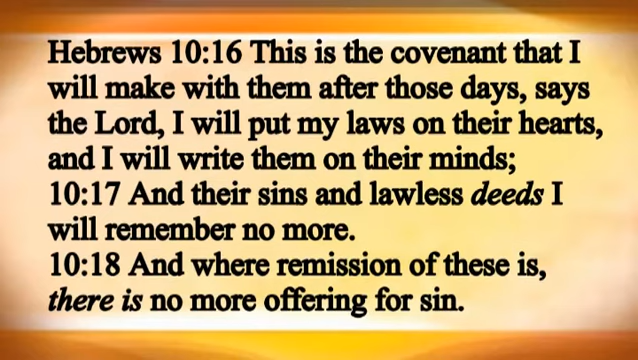 Hebrews 10:16 This is the covenant that I
will make with them after those days, says
the Lord, I will put my laws on their hearts,
and I will write them on their minds;
10:17 And their sins and lawless deeds I
will remember no more.
10:18 And where remission of these is,
there is no more offering for sin.